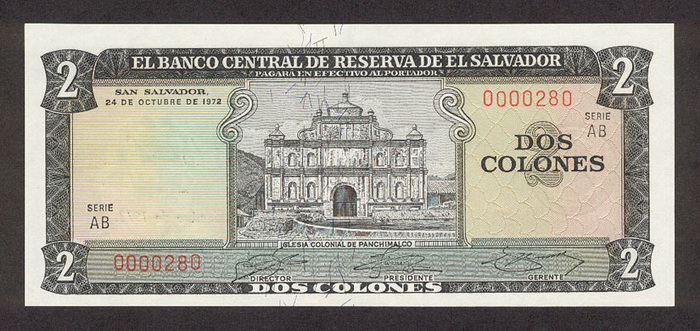 2
2
EL BANCO CENTRAL DE RESERVA DE EL SALVADOR
PAGARA EN EFECTIVO AL PORTADOR
SAN SALVADOR,
24 DE OCTUBRE DE 1972
0000280
SERIE
AB
2
DOS
COLONES
SERIE
AB
IGLESIA COLONIAL DE PANCHIMALCO
0000280
DIRECTOR
PRESIDENTE
GERENTE
2
2
DOS COLONES